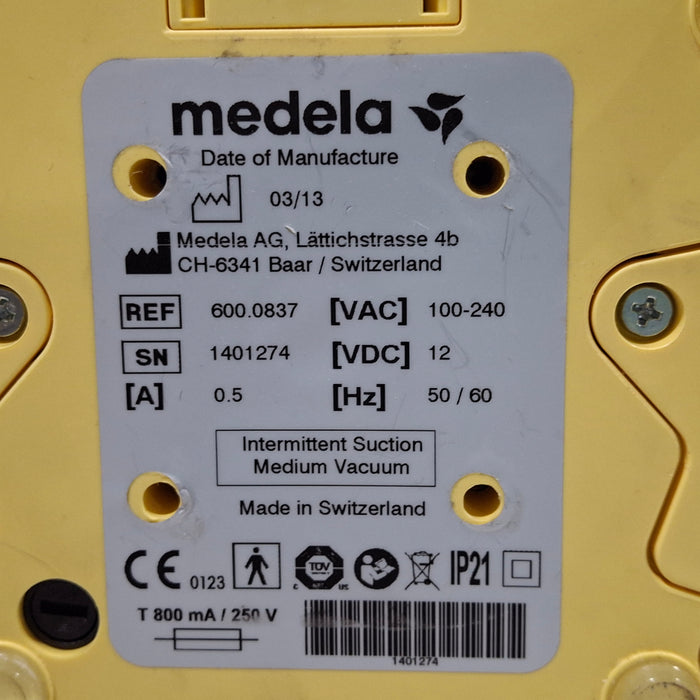 medela
Date of Manufacture
03/13
Medela AG, Lättichstrasse 4b
CH-6341 Baar / Switzerland
REF 600.0837 [VAC] 100-240
SN 1401274 [VDC] 12
[A] 0.5 [Hz] 50 / 60
Intermittent Suction
Medium Vacuum
Made in Switzerland
CE 0123 TÜV c us IP21
T 800 mA / 250 V
1401274